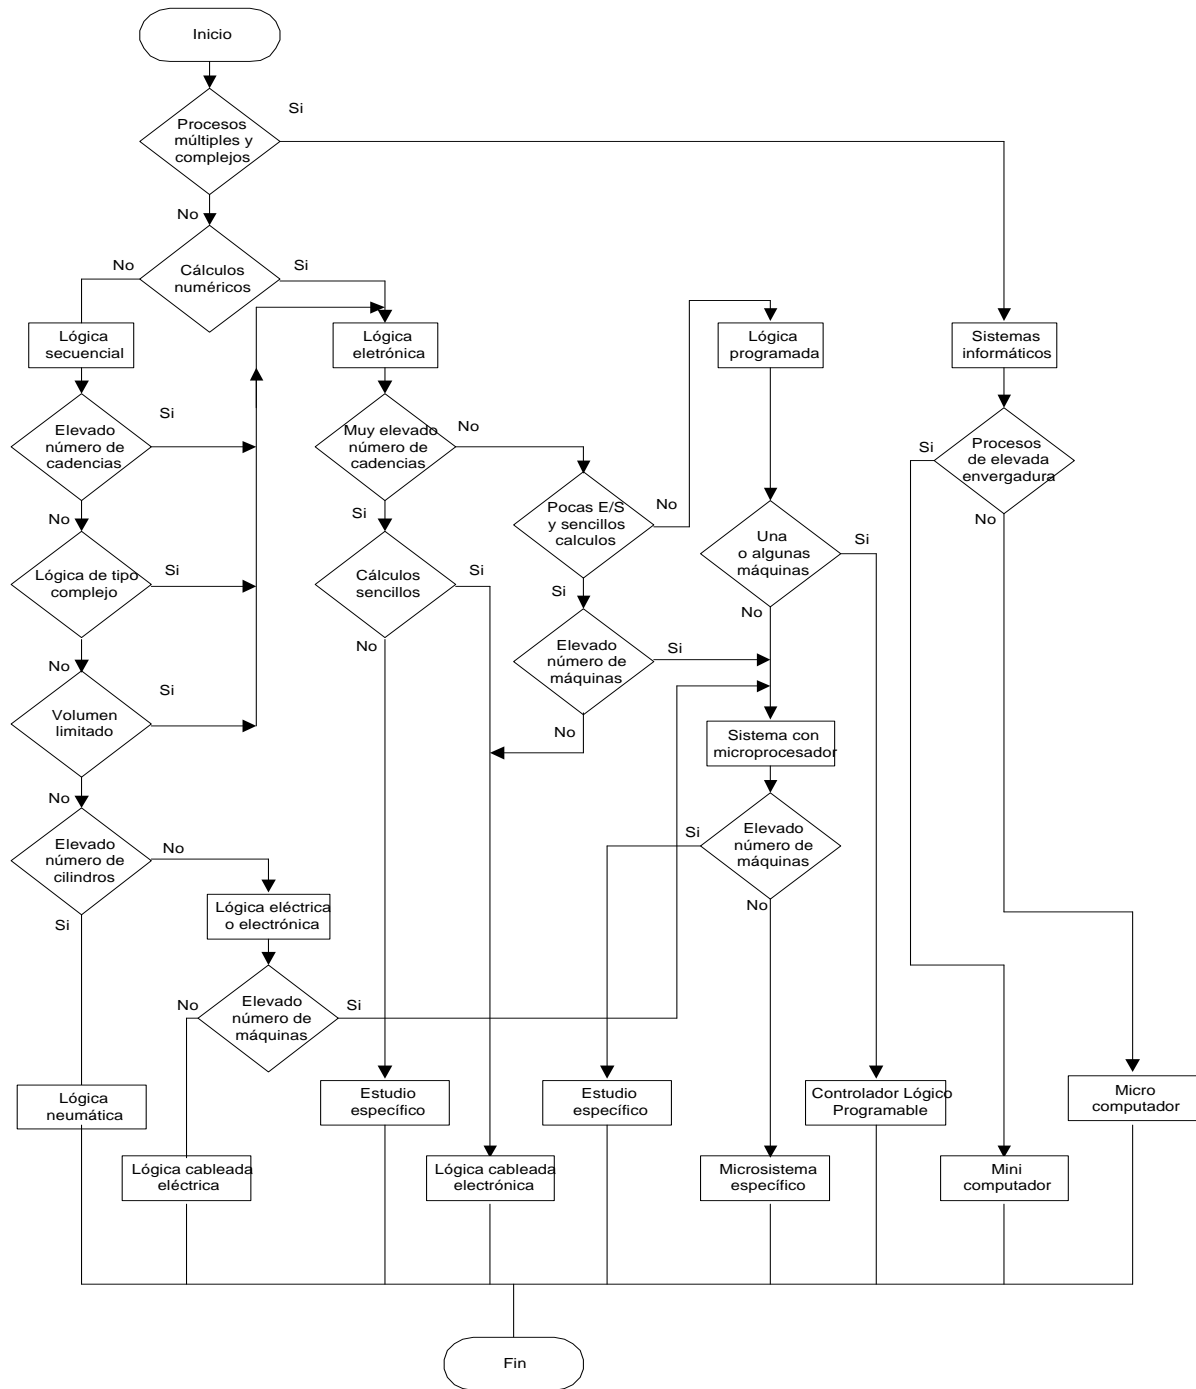 Inicio
Si
Procesos
múltiples y
complejos
No
No
Cálculos
numéricos
Si
Lógica
secuencial
Lógica
eletrónica
Lógica
programada
Sistemas
informáticos
Si
Elevado
número de
cadencias
Muy elevado
número de
cadencias
No
Si
Procesos
de elevada
envergadura
No
Si
No
Pocas E/S
y sencillos
calculos
No
Una
o algunas
máquinas
Si
Lógica de tipo
complejo
Si
Cálculos
sencillos
Si
Si
No
No
No
Elevado
número de
máquinas
Si
Si
Volumen
limitado
No
Sistema con
microprocesador
No
Elevado
número de
cilindros
No
Si
Elevado
número de
máquinas
Si
Lógica eléctrica
o electrónica
No
No
Elevado
número de
máquinas
Si
Lógica
neumática
Estudio
específico
Estudio
específico
Controlador Lógico
Programable
Micro
computador
Lógica cableada
eléctrica
Lógica cableada
electrónica
Microsistema
específico
Mini
computador
Fin